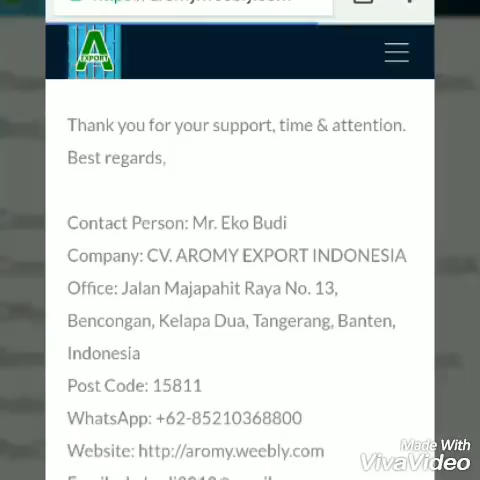 A
EXPORT
Thank you for your support, time & attention.
Best regards,
Contact Person: Mr. Eko Budi
Company: CV. AROMY EXPORT INDONESIA
Office: Jalan Majapahit Raya No. 13,
Bencongan, Kelapa Dua, Tangerang, Banten,
Indonesia
Post Code: 15811
WhatsApp: +62-85210368800
Website: http://aromy.weebly.com
Made With
VivaVideo